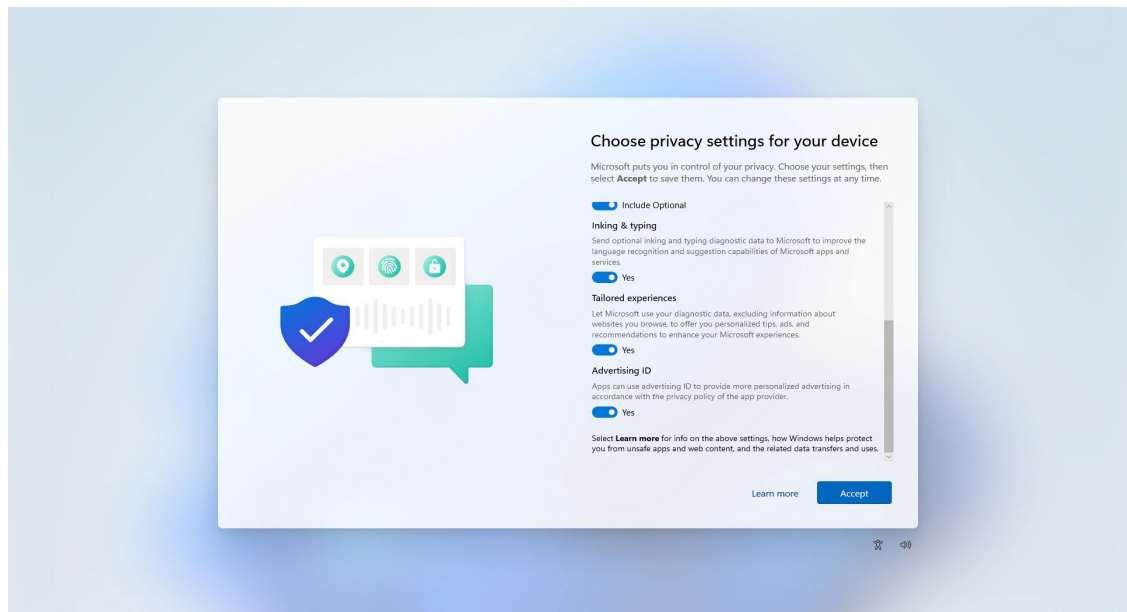 Choose privacy settings for your device
Microsoft puts you in control of your privacy. Choose your settings, then
select Accept to save them. You can change these settings at any time.
Include Optional
Inking & typing
Send optional inking and typing diagnostic data to Microsoft to improve the
language recognition and suggestion capabilities of Microsoft apps and
services.
Yes
Tailored experiences
Let Microsoft use your diagnostic data, excluding information about
websites you browse, to offer you personalized tips, ads, and
recommendations to enhance your Microsoft experiences.
Yes
Advertising ID
Apps can use advertising ID to provide more personalized advertising in
accordance with the privacy policy of the app provider.
Yes
Select Learn more for info on the above settings, how Windows helps protect
you from unsafe apps and web content, and the related data transfers and uses.
Learn more
Accept